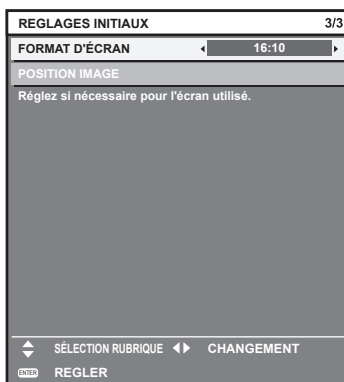 REGLAGES INITIAUX 3/3
FORMAT D'ÉCRAN 16:10
POSITION IMAGE
Réglez si nécessaire pour l'écran utilisé.
SÉLECTION RUBRIQUE CHANGEMENT
ENTER REGLER